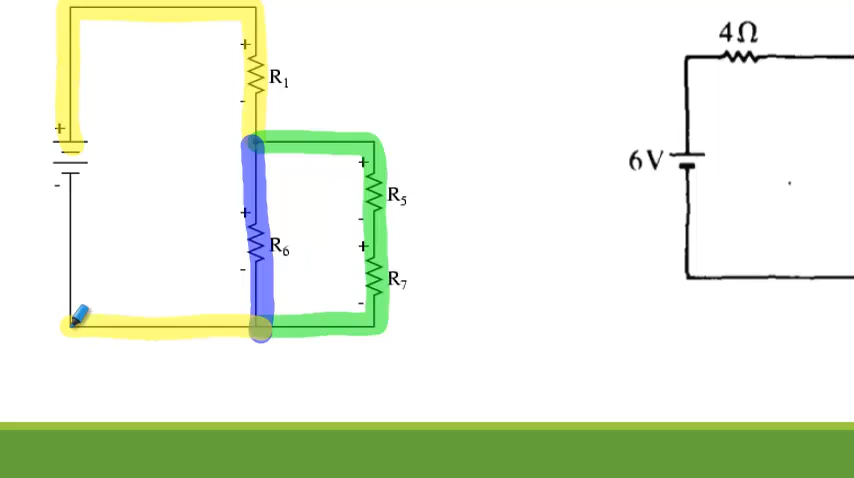 4Ω
+
R1
-
+
+
R5
6V
-
-
+
+
R6
-
R7
-